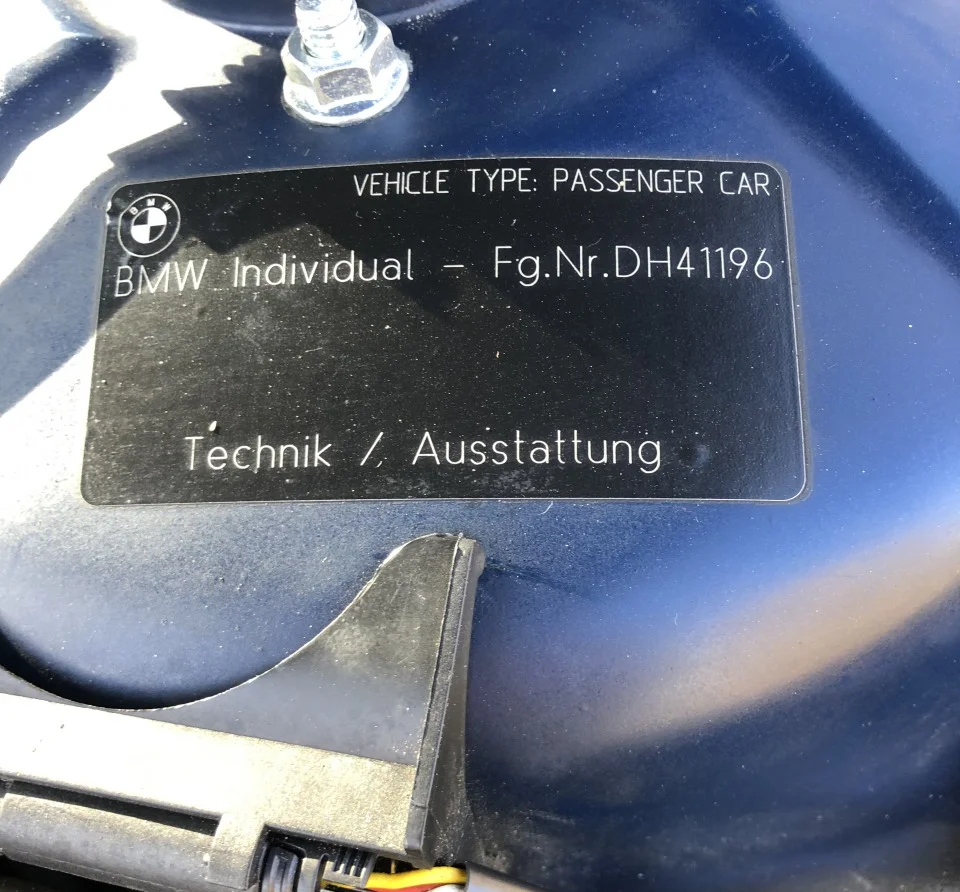 VEHICLE TYPE: PASSENGER CAR
BMW
BMW Individual - Fg.Nr.DH41196
Technik / Ausstattung